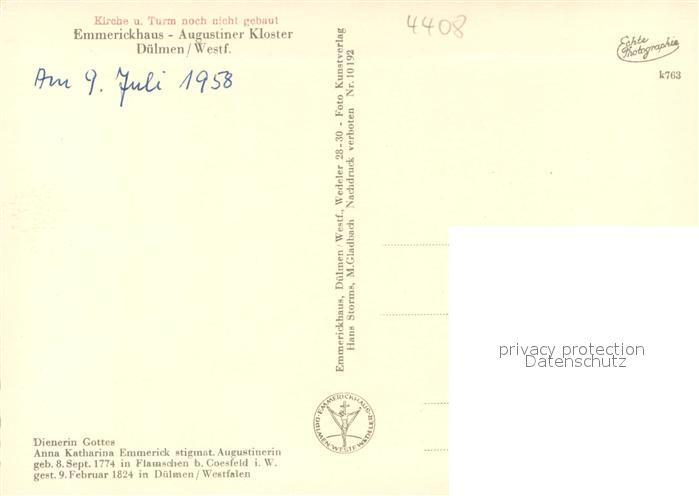 Kirche u. Turm noch nicht gebaut
Emmerickhaus - Augustiner Kloster
Dülmen/Westf.
Am 9. Juli 1958
4408
Echte
Photographie
k763
Emmerickhaus, Dülmen/Westf., Wedeler 28-30 - Foto Kunstverlag
Hans Storms, M.Gladbach Nachdruck verboten Nr. 10192
privacy protection
Datenschutz
Dienerin Gottes
Anna Katharina Emmerick stigmat. Augustinerin
geb. 8. Sept. 1774 in Flamschen b. Coesfeld i. W.
gest. 9. Februar 1824 in Dülmen/Westfalen